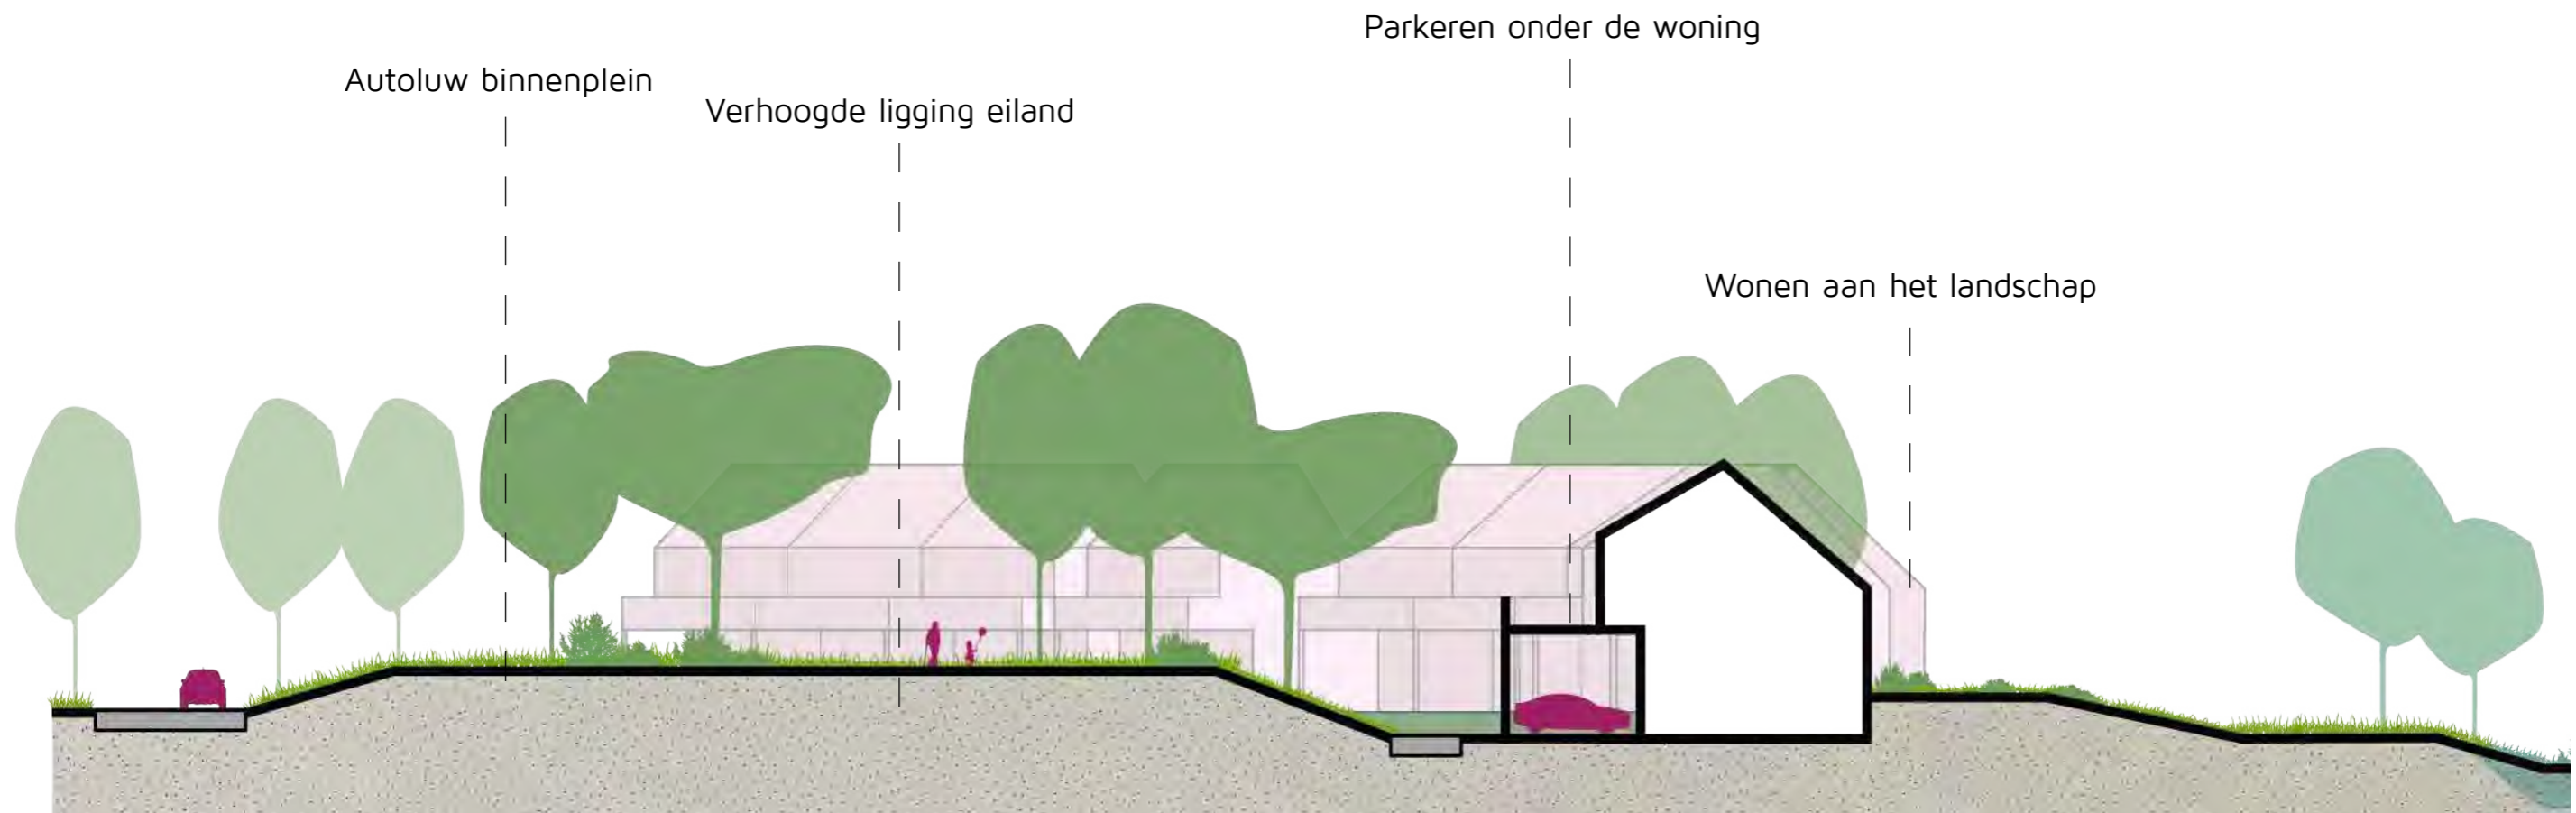 Parkeren onder de woning
Autoluw binnenplein
Verhoogde ligging eiland
Wonen aan het landschap